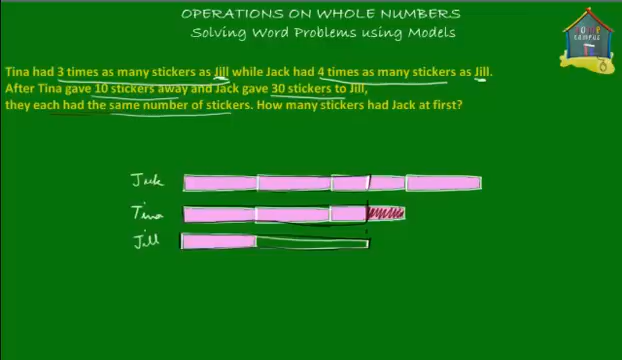 OPERATIONS ON WHOLE NUMBERS
Solving Word Problems using Models
Tina had 3 times as many stickers as Jill while Jack had 4 times as many stickers as Jill.
After Tina gave 10 stickers away and Jack gave 30 stickers to Jill,
they each had the same number of stickers. How many stickers had Jack at first?
Jack
Tina
Jill